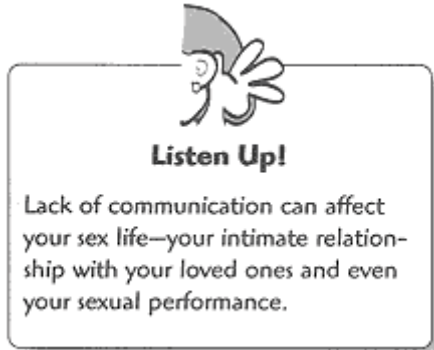 Listen Up!
Lack of communication can affect
your sex life—your intimate relation-
ship with your loved ones and even
your sexual performance.